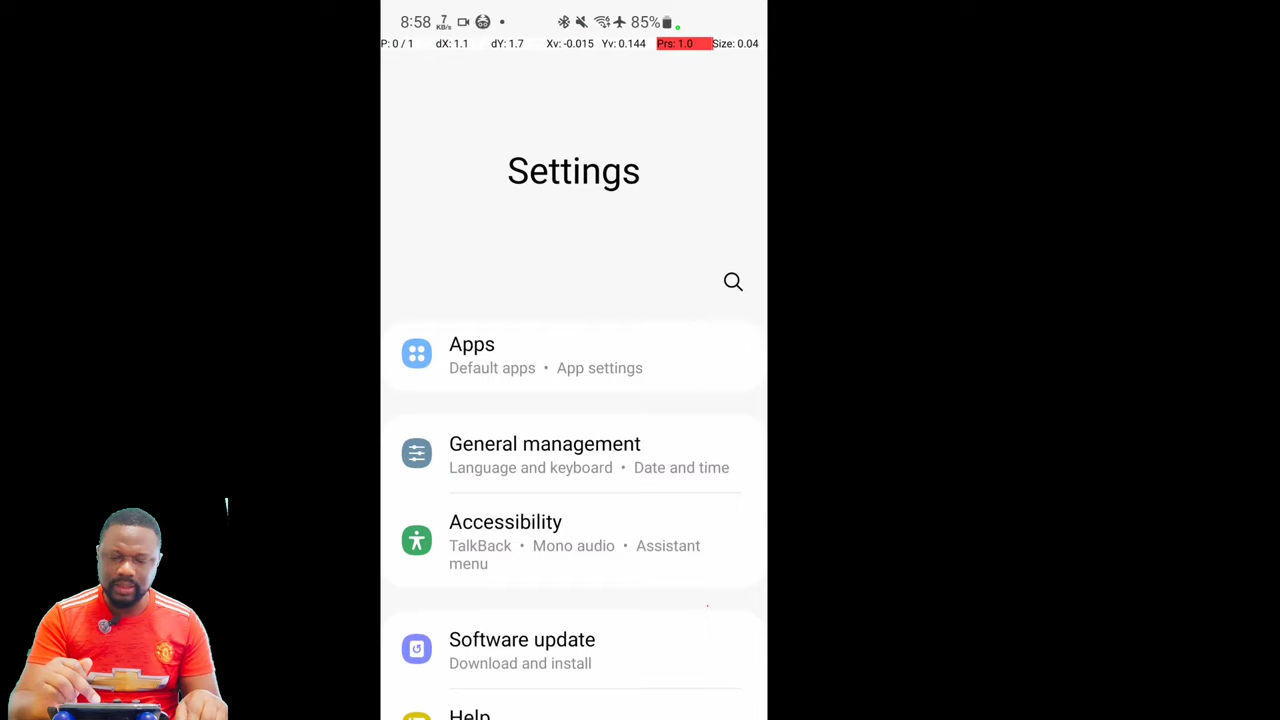 8:58 7 KB/s 85%
P: 0 / 1 dX: 1.1 dY: 1.7 Xv: -0.015 Yv: 0.144 Prs: 1.0 Size: 0.04
Settings
Apps
Default apps • App settings
General management
Language and keyboard • Date and time
Accessibility
TalkBack • Mono audio • Assistant
menu
Software update
Download and install
Help